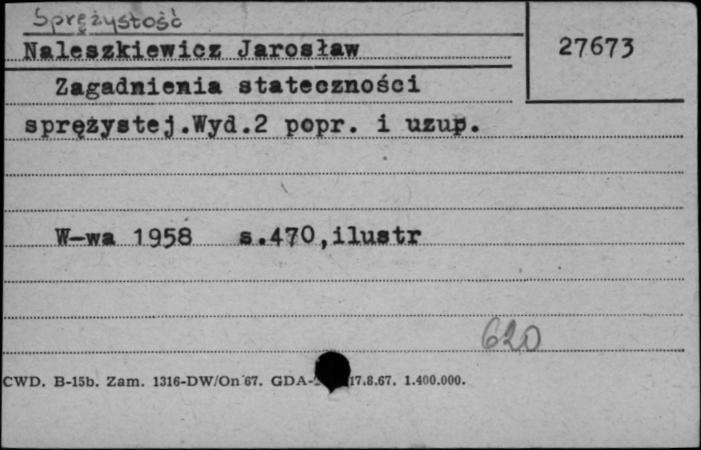 Sprężystość
Naleszkiewicz Jarosław
27673
Zagadnienia stateczności
sprężystej.Wyd.2 popr. i uzup.
W-wa 1958 s.470,ilustr
620
CWD. B-15b. Zam. 1316-DW/On 67. GDA- 17.8.67. 1.400.000.